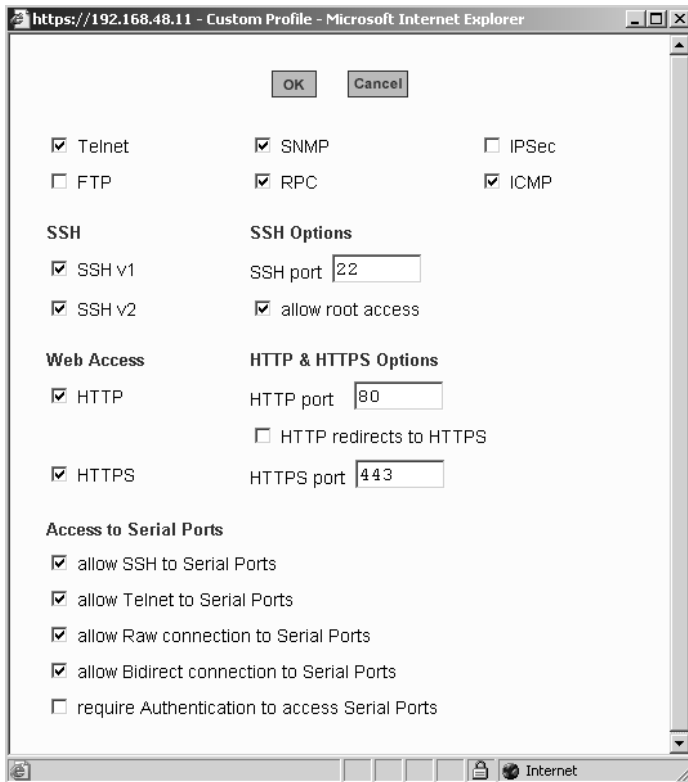 https://192.168.48.11 - Custom Profile - Microsoft Internet Explorer
OK Cancel
Telnet SNMP IPSec
FTP RPC ICMP
SSH SSH Options
SSH v1 SSH port 22
SSH v2 allow root access
Web Access HTTP & HTTPS Options
HTTP HTTP port 80
HTTP redirects to HTTPS
HTTPS HTTPS port 443
Access to Serial Ports
allow SSH to Serial Ports
allow Telnet to Serial Ports
allow Raw connection to Serial Ports
allow Bidirect connection to Serial Ports
require Authentication to access Serial Ports
Internet